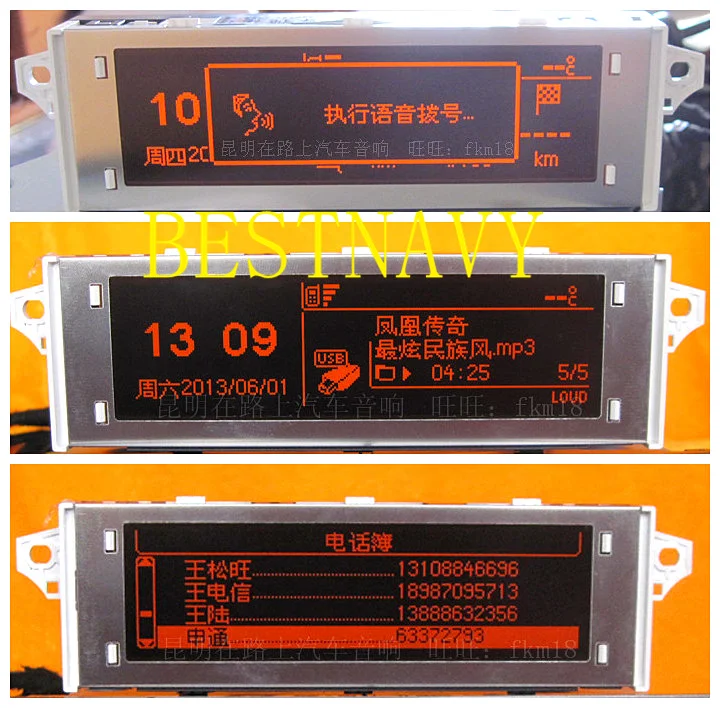 --°C
10
执行语音拨号...
周四20
----
km
昆明在路上汽车音响 旺旺：fkm18
BESTNAVY
--°C
13 09
凤凰传奇
最炫民族风.mp3
USB
04:25 5/5
周六2013/06/01
LOUD
昆明在路上汽车音响 旺旺：fkm18
电话簿
王松旺...............13108846696
王电信...............18987095713
王陆.................13888632356
申通.................63372793
昆明在路上汽车音响 旺旺：fkm18